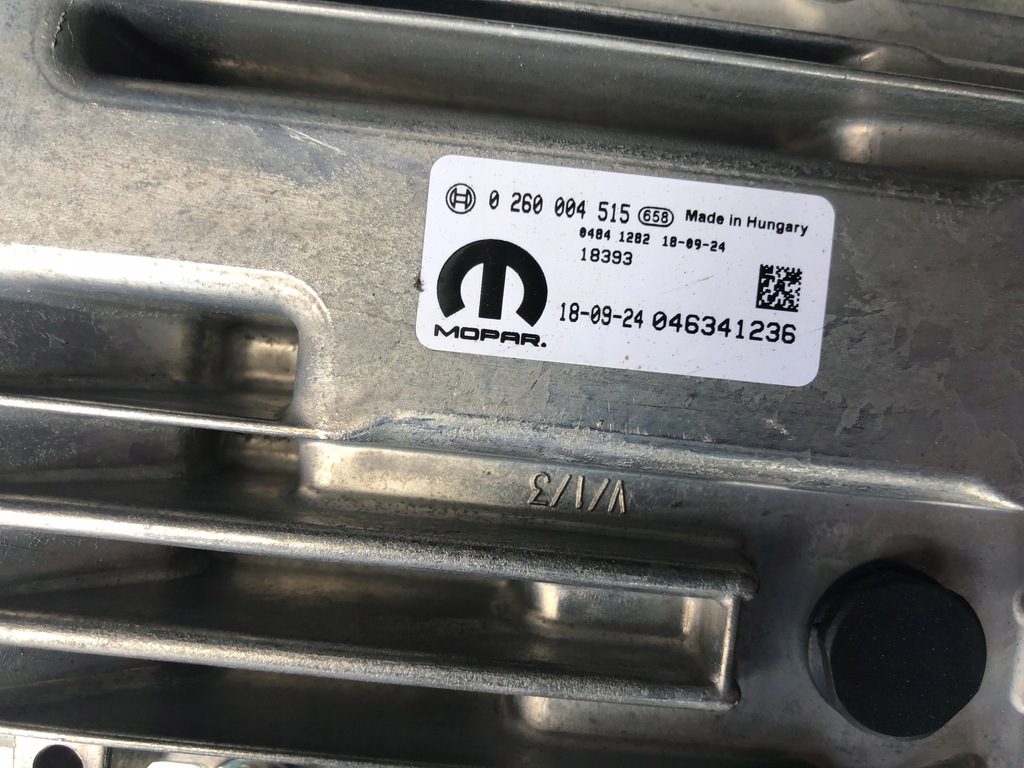 0 260 004 515 658 Made in Hungary
0484 1282 18-09-24
18393
18-09-24 046341236
MOPAR.
V/1/3